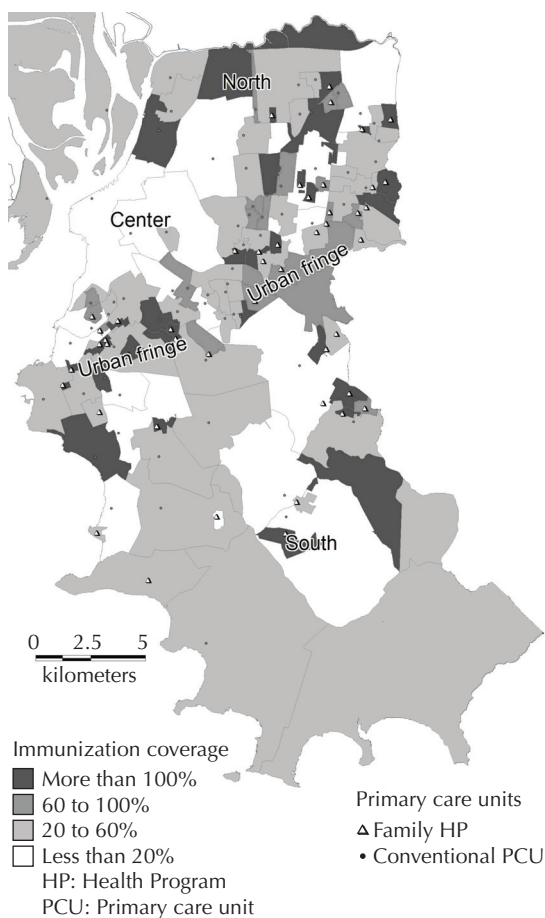 North
Center
Urban fringe
Urban fringe
South
0 2.5 5
kilometers
Immunization coverage
More than 100%
60 to 100%
20 to 60%
Less than 20%
HP: Health Program
PCU: Primary care unit
Primary care units
Family HP
Conventional PCU